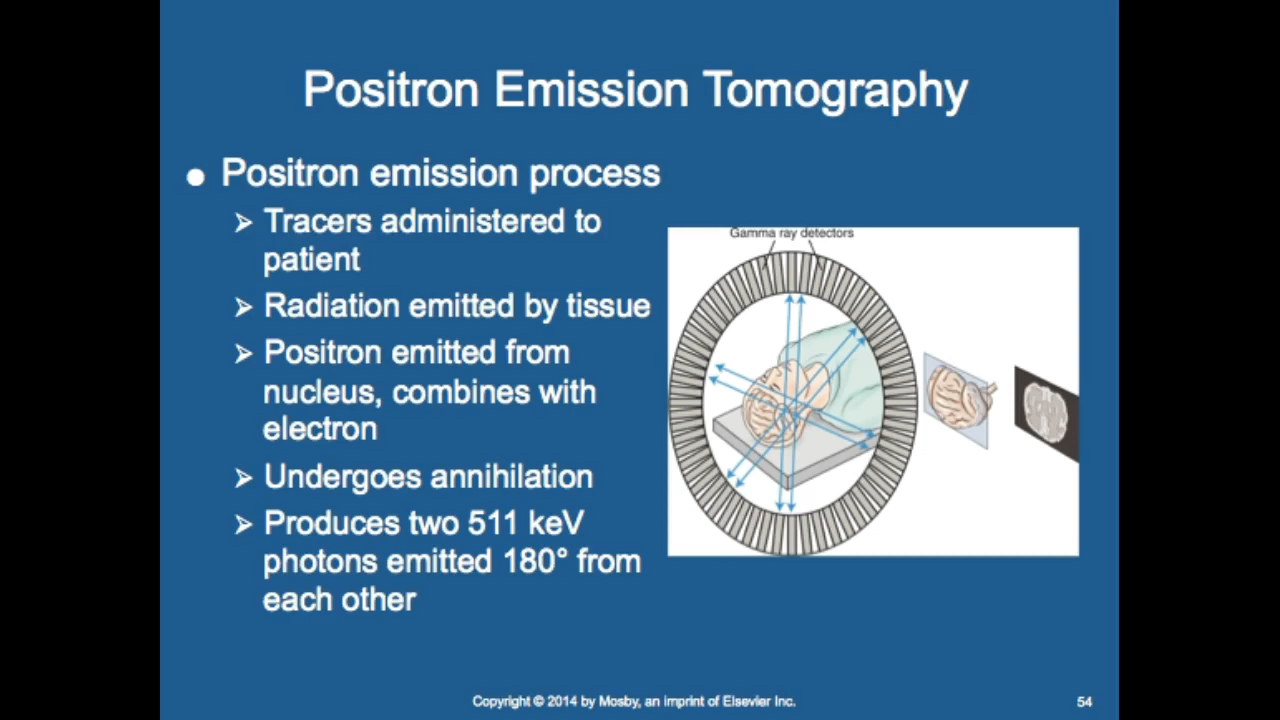 Positron Emission Tomography
● Positron emission process
➢ Tracers administered to
patient
➢ Radiation emitted by tissue
➢ Positron emitted from
nucleus, combines with
electron
➢ Undergoes annihilation
➢ Produces two 511 keV
photons emitted 180° from
each other
Gamma ray detectors
Copyright © 2014 by Mosby, an imprint of Elsevier Inc.
54